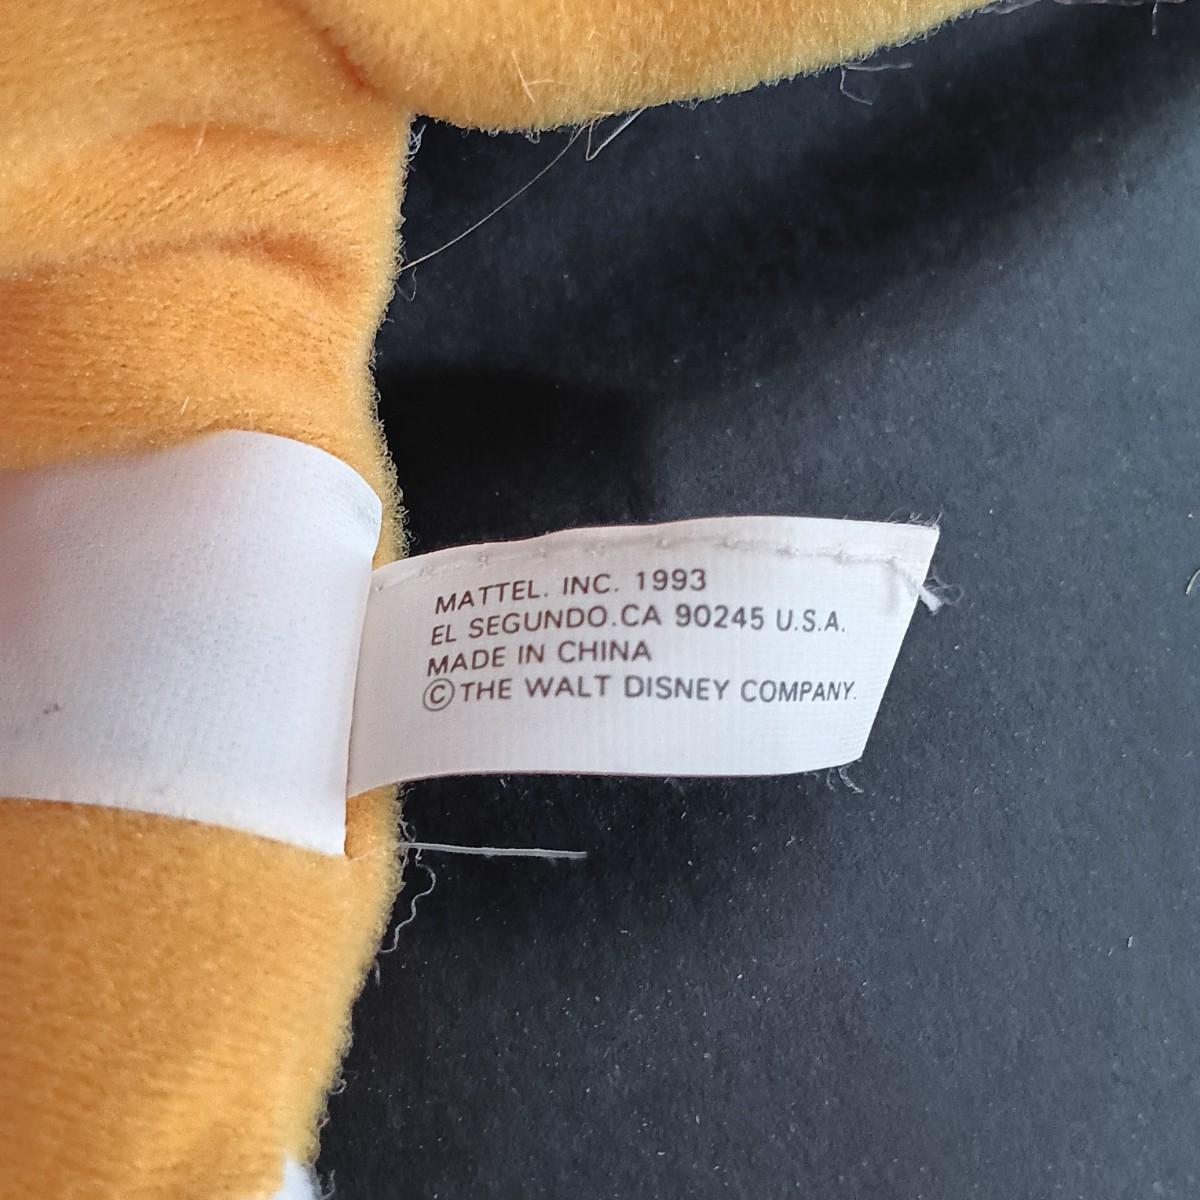 MATTEL. INC. 1993
EL SEGUNDO.CA 90245 U.S.A.
MADE IN CHINA
©THE WALT DISNEY COMPANY.